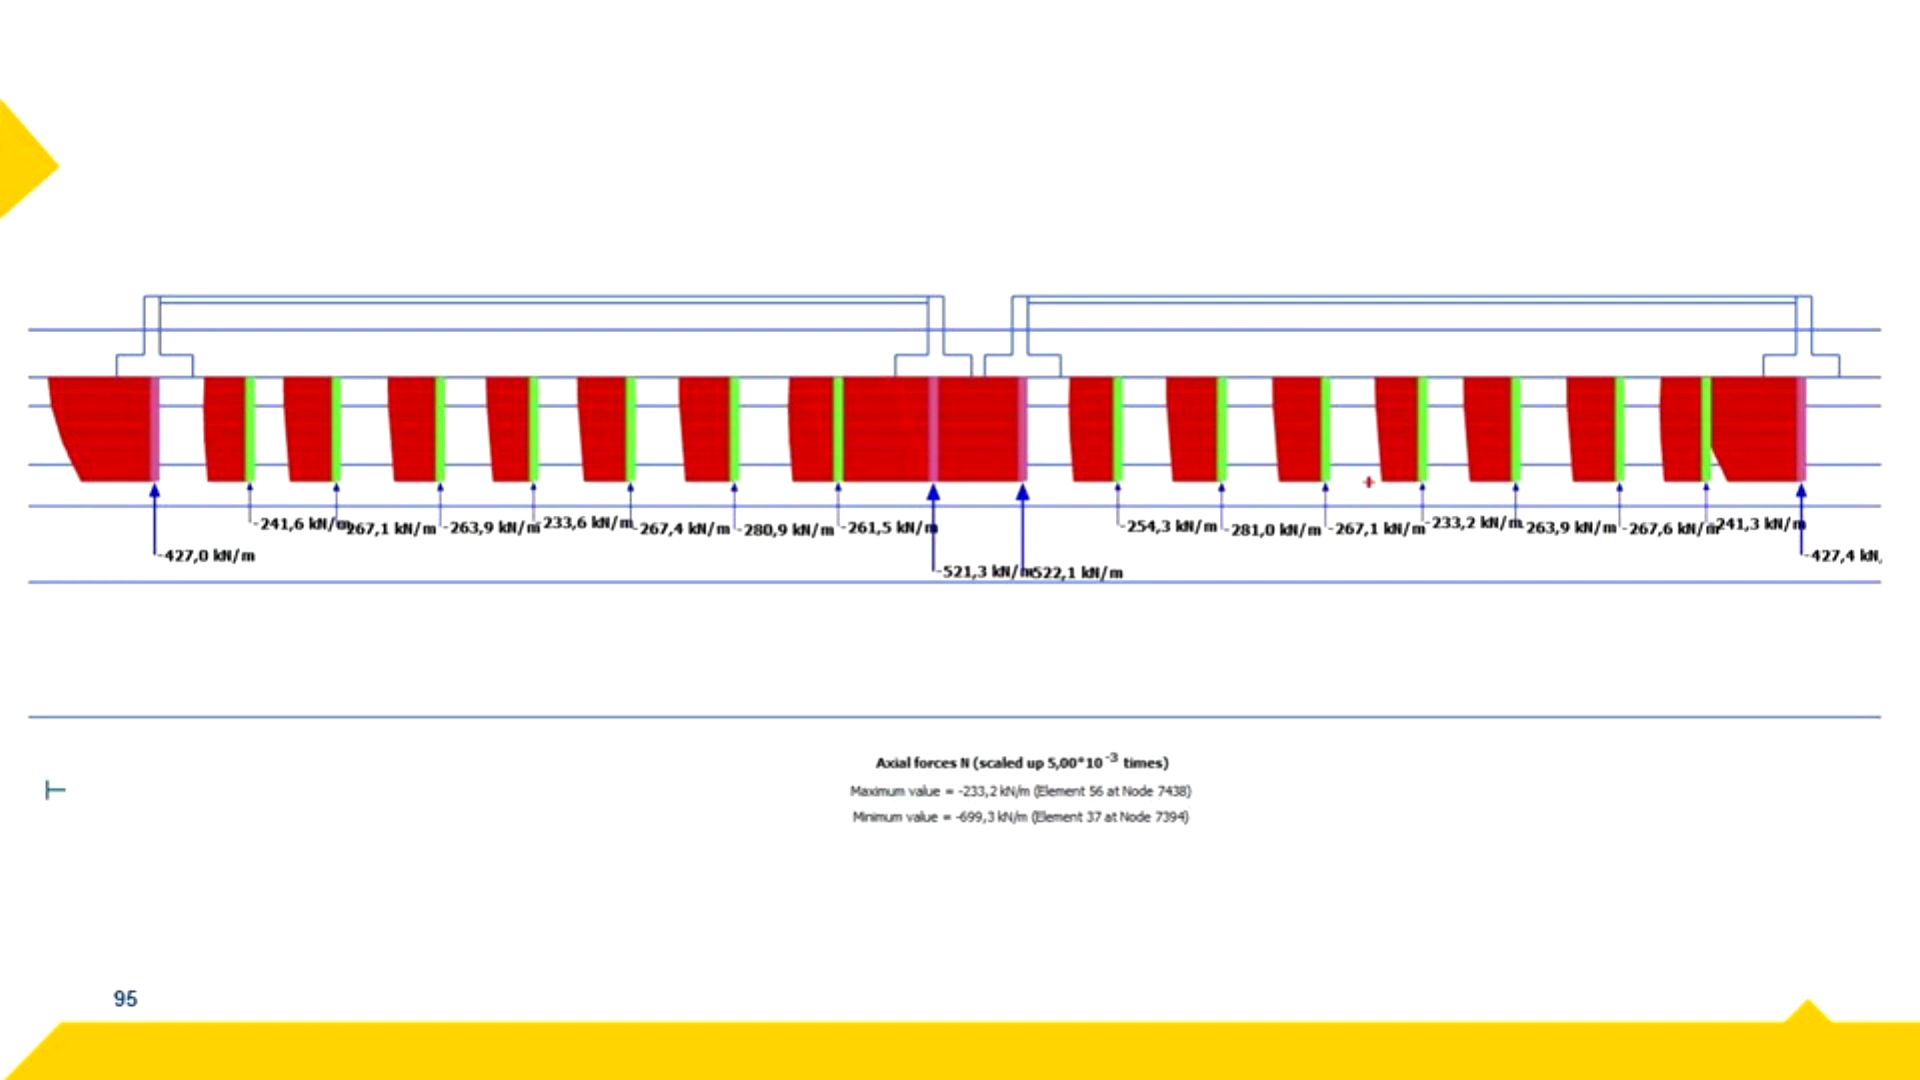 -241,6 kN/m
-267,1 kN/m
-263,9 kN/m
-233,6 kN/m
-267,4 kN/m
-280,9 kN/m
-261,5 kN/m
-254,3 kN/m
-281,0 kN/m
-267,1 kN/m
-233,2 kN/m
-263,9 kN/m
-267,6 kN/m
-241,3 kN/m
-427,0 kN/m
-521,3 kN/m
-522,1 kN/m
-427,4 kN,
Axial forces N (scaled up 5,00*10⁻³ times)
Maximum value = -233,2 kN/m (Element 56 at Node 7438)
Minimum value = -699,3 kN/m (Element 37 at Node 7394)
95